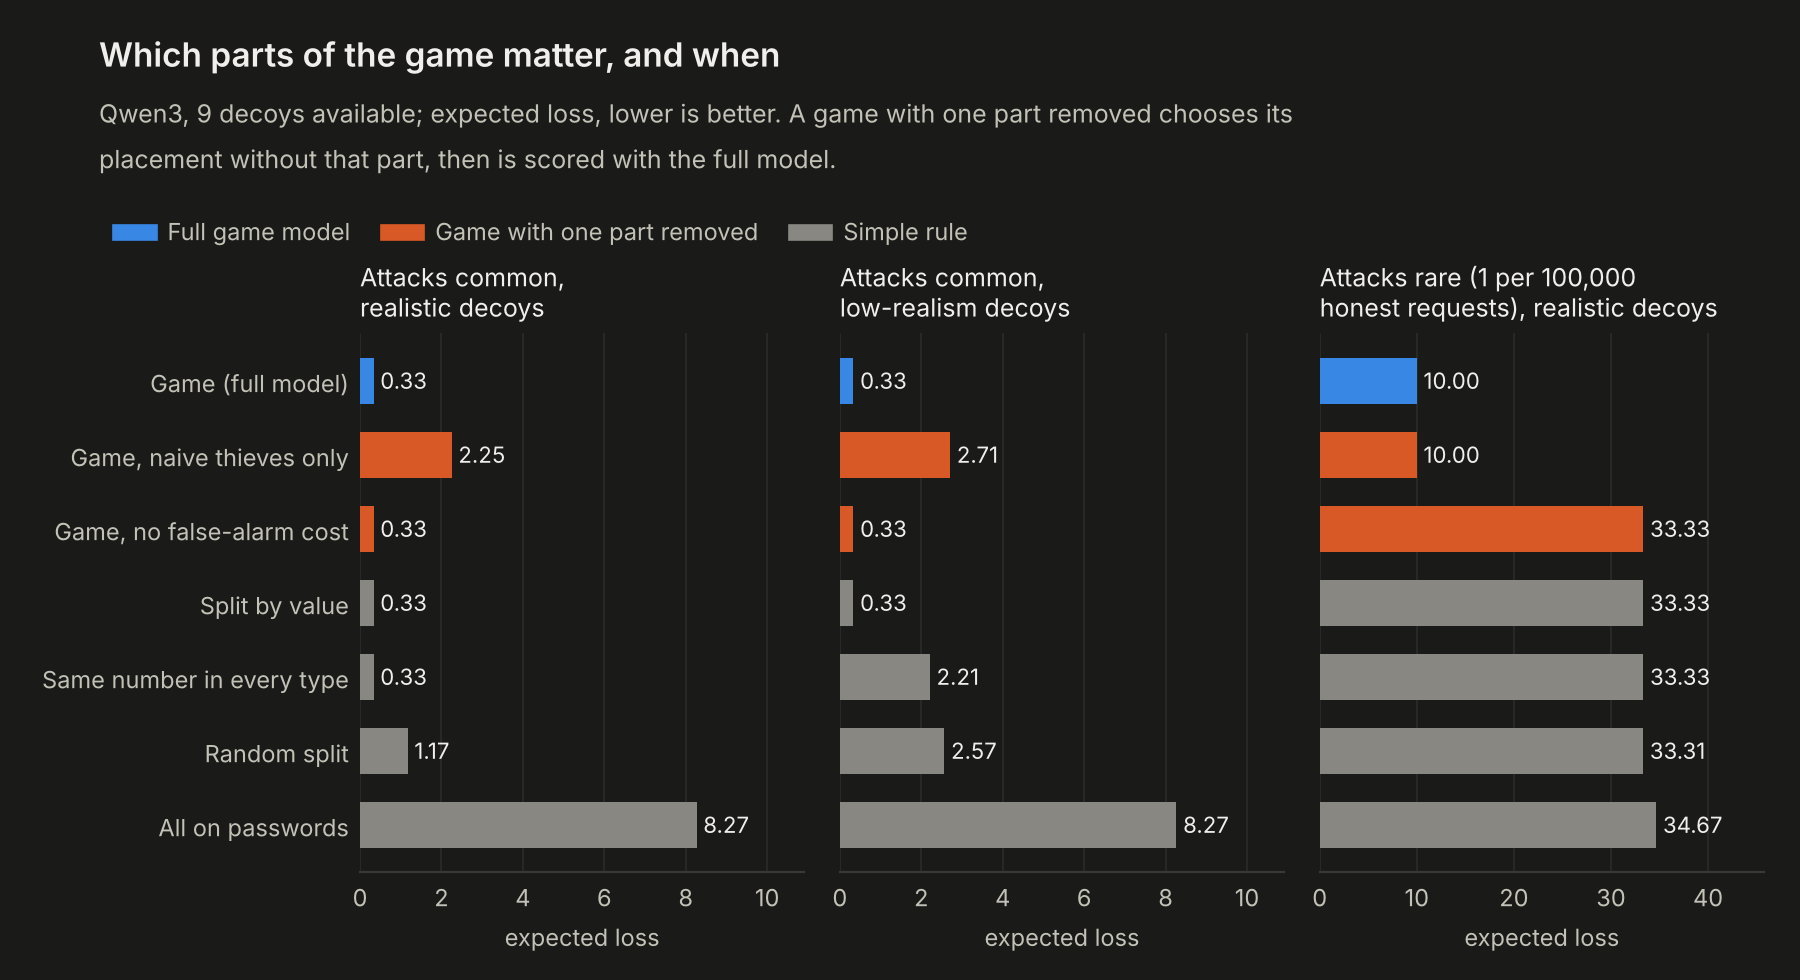 Which parts of the game matter, and when
Qwen3, 9 decoys available; expected loss, lower is better. A game with one part removed chooses its
placement without that part, then is scored with the full model.
Full game model
Game with one part removed
Simple rule
Attacks common,
realistic decoys
Attacks common,
low-realism decoys
Attacks rare (1 per 100,000
honest requests), realistic decoys
Game (full model) 0.33 0.33 10.00
Game, naive thieves only 2.25 2.71 10.00
Game, no false-alarm cost 0.33 0.33 33.33
Split by value 0.33 0.33 33.33
Same number in every type 0.33 2.21 33.33
Random split 1.17 2.57 33.31
All on passwords 8.27 8.27 34.67
0 2 4 6 8 10 0 2 4 6 8 10 0 10 20 30 40
expected loss expected loss expected loss